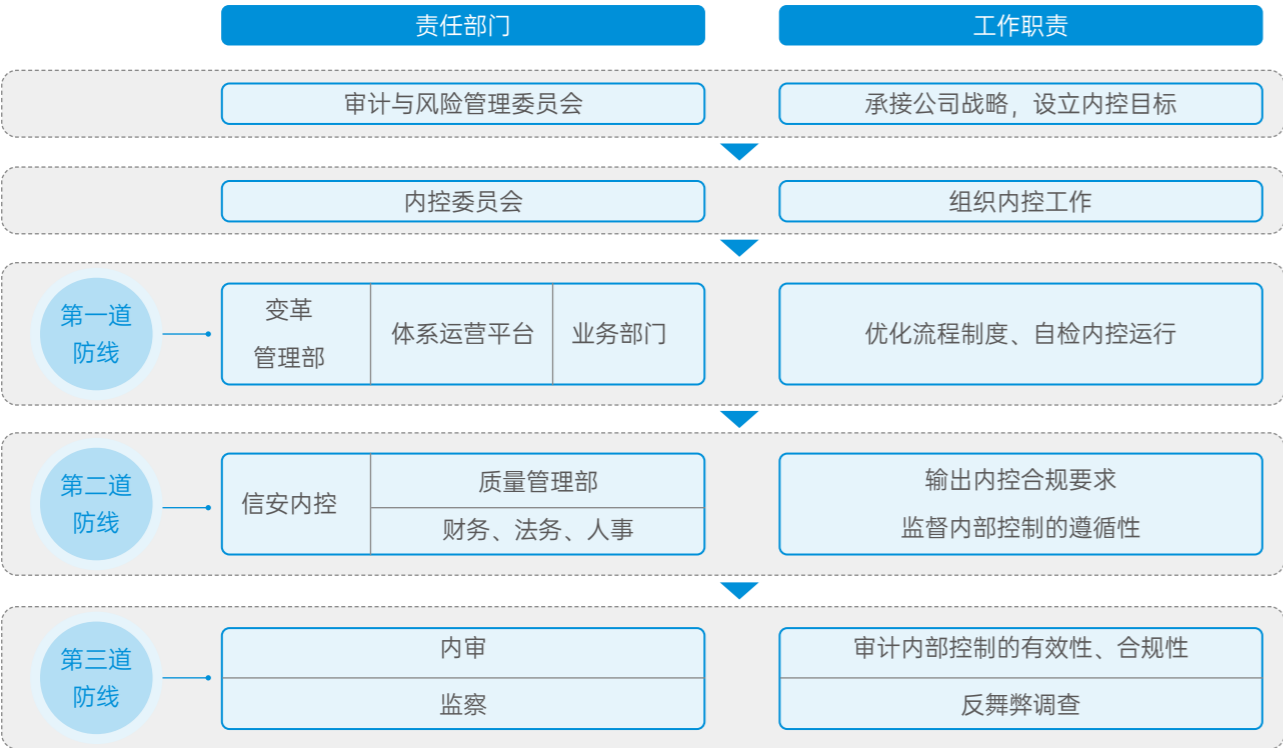 责任部门
工作职责
审计与风险管理委员会
承接公司战略，设立内控目标
内控委员会
组织内控工作
第一道
防线
变革
管理部
体系运营平台
业务部门
优化流程制度、自检内控运行
第二道
防线
信安内控
质量管理部
财务、法务、人事
输出内控合规要求
监督内部控制的遵循性
第三道
防线
内审
监察
审计内部控制的有效性、合规性
反舞弊调查